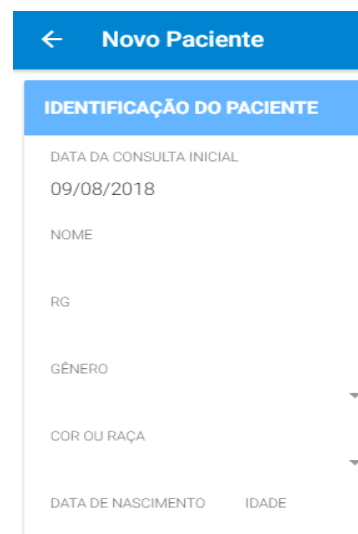 Novo Paciente
IDENTIFICAÇÃO DO PACIENTE
DATA DA CONSULTA INICIAL
09/08/2018
NOME
RG
GÊNERO
COR OU RAÇA
DATA DE NASCIMENTO IDADE